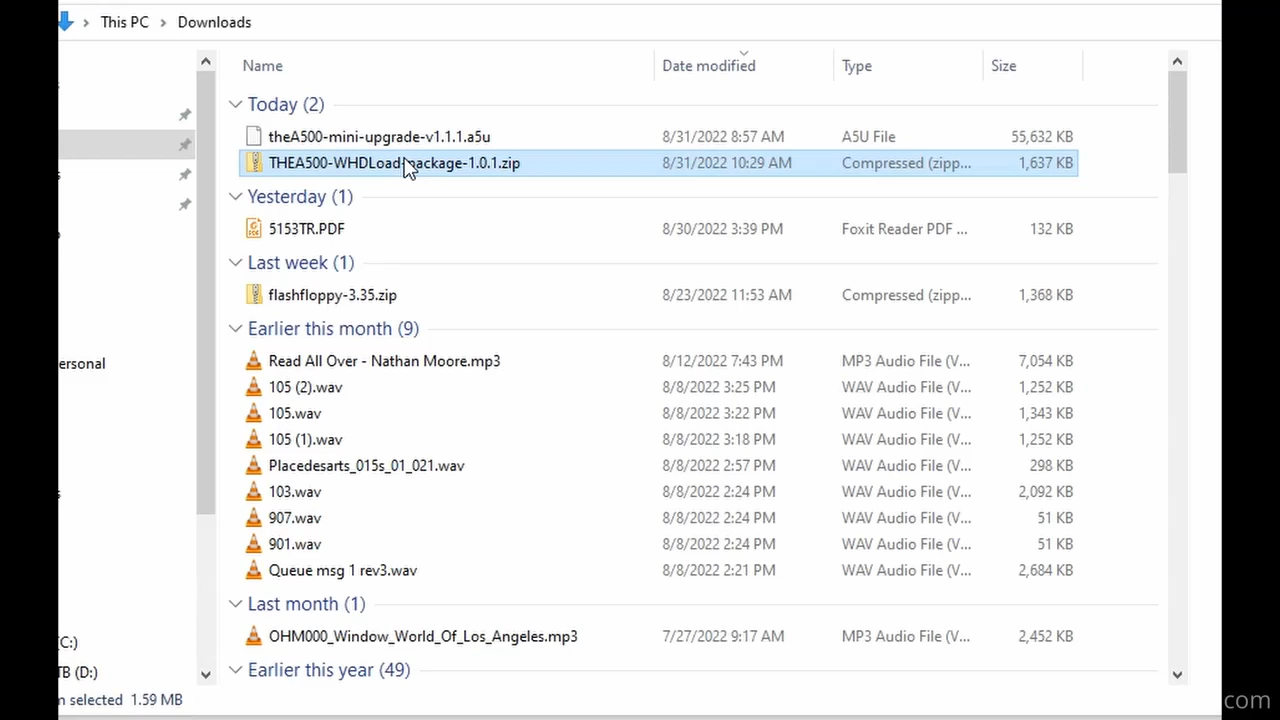 This PC > Downloads
Name Date modified Type Size
Today (2)
theA500-mini-upgrade-v1.1.1.a5u 8/31/2022 8:57 AM A5U File 55,632 KB
THEA500-WHDLoad-package-1.0.1.zip 8/31/2022 10:29 AM Compressed (zipp... 1,637 KB
Yesterday (1)
5153TR.PDF 8/30/2022 3:39 PM Foxit Reader PDF ... 132 KB
Last week (1)
flashfloppy-3.35.zip 8/23/2022 11:53 AM Compressed (zipp... 1,368 KB
Earlier this month (9)
Read All Over - Nathan Moore.mp3 8/12/2022 7:43 PM MP3 Audio File (V... 7,054 KB
105 (2).wav 8/8/2022 3:25 PM WAV Audio File (V... 1,252 KB
105.wav 8/8/2022 3:22 PM WAV Audio File (V... 1,343 KB
105 (1).wav 8/8/2022 3:18 PM WAV Audio File (V... 1,252 KB
Placedesarts_015s_01_021.wav 8/8/2022 2:57 PM WAV Audio File (V... 298 KB
ersonal
103.wav 8/8/2022 2:24 PM WAV Audio File (V... 2,092 KB
907.wav 8/8/2022 2:24 PM WAV Audio File (V... 51 KB
901.wav 8/8/2022 2:24 PM WAV Audio File (V... 51 KB
Queue msg 1 rev3.wav 8/8/2022 2:21 PM WAV Audio File (V... 2,684 KB
Last month (1)
OHM000_Window_World_Of_Los_Angeles.mp3 7/27/2022 9:17 AM MP3 Audio File (V... 2,452 KB
Earlier this year (49)
(C:)
TB (D:)
selected 1.59 MB
com